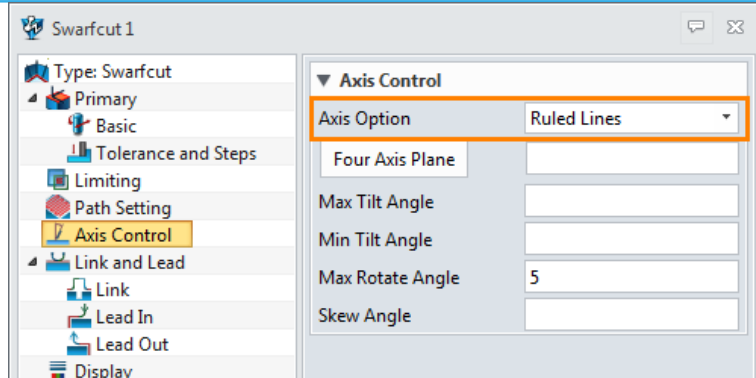 Swarfcut 1
Type: Swarfcut
Primary
Basic
Tolerance and Steps
Limiting
Path Setting
Axis Control
Link and Lead
Link
Lead In
Lead Out
Display
Axis Control
Axis Option Ruled Lines
Four Axis Plane
Max Tilt Angle
Min Tilt Angle
Max Rotate Angle 5
Skew Angle